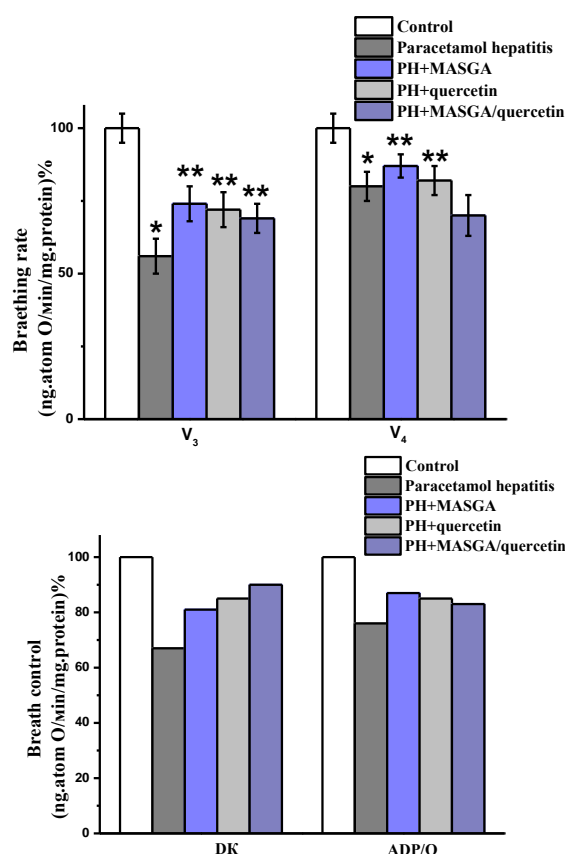 Control
Paracetamol hepatitis
PH+MASGA
PH+quercetin
PH+MASGA/quercetin
Braething rate
(ng.atom O/мин/mg.protein)%
100
50
0
*
**
**
**
*
**
**
V3
V4
Control
Paracetamol hepatitis
PH+MASGA
PH+quercetin
PH+MASGA/quercetin
Breath control
(ng.atom O/мин/mg.protein)%
100
80
60
40
20
0
DK
ADP/O